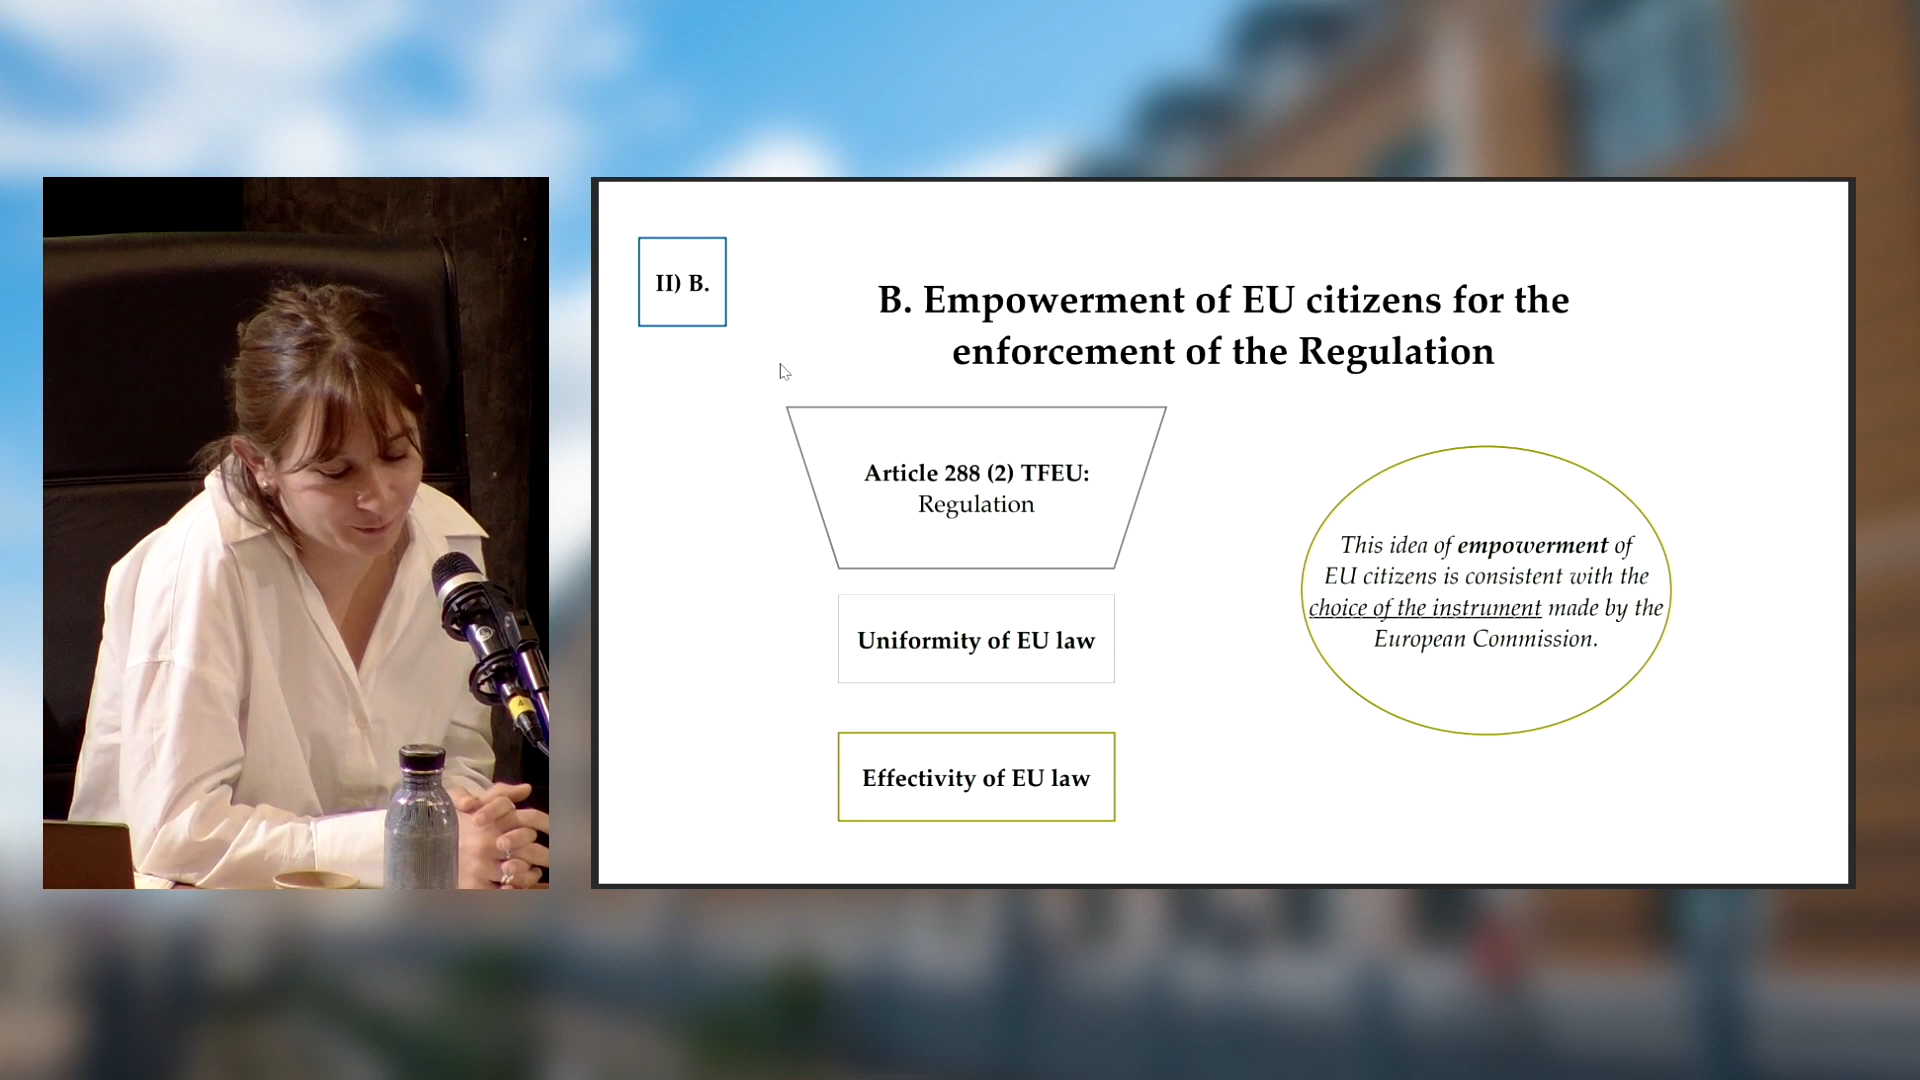 II) B.
B. Empowerment of EU citizens for the
enforcement of the Regulation
Article 288 (2) TFEU:
Regulation
Uniformity of EU law
Effectivity of EU law
This idea of empowerment of
EU citizens is consistent with the
choice of the instrument made by the
European Commission.
4